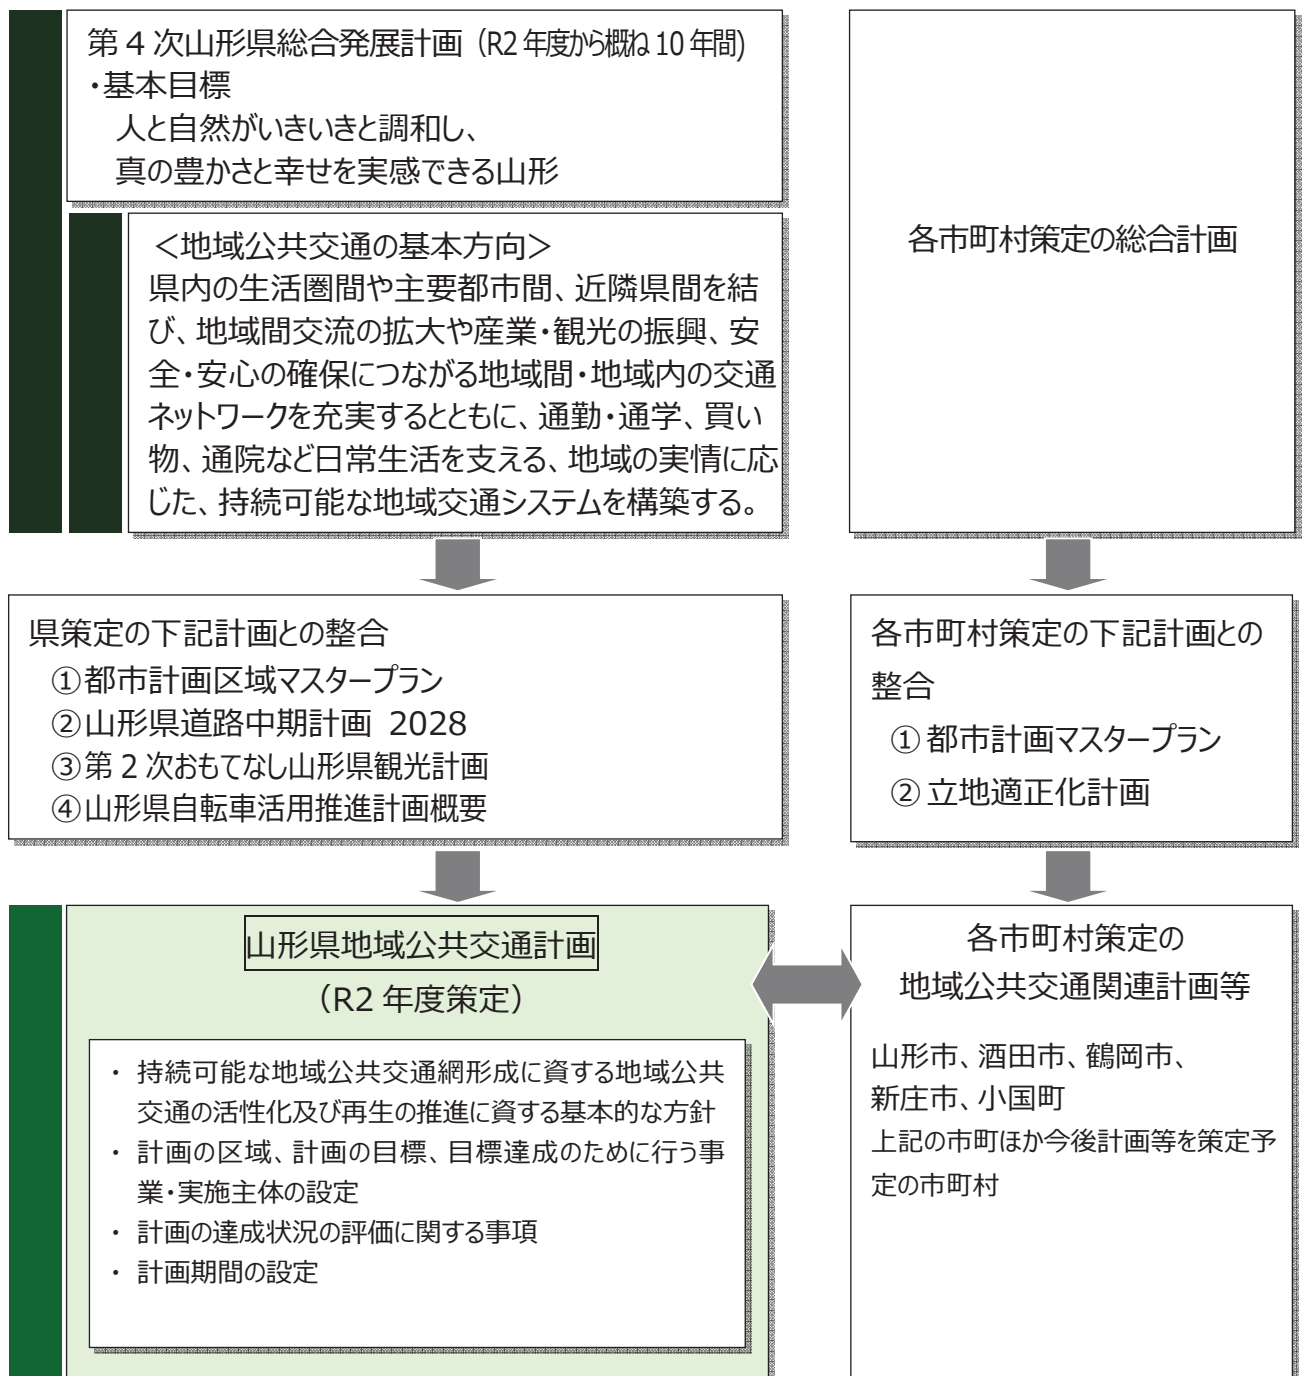 第4次山形県総合発展計画（R2年度から概ね10年間)
・基本目標
人と自然がいきいきと調和し、
真の豊かさと幸せを実感できる山形
＜地域公共交通の基本方向＞
県内の生活圏間や主要都市間、近隣県間を結
び、地域間交流の拡大や産業・観光の振興、安
全・安心の確保につながる地域間・地域内の交通
ネットワークを充実するとともに、通勤・通学、買い
物、通院など日常生活を支える、地域の実情に応
じた、持続可能な地域交通システムを構築する。
各市町村策定の総合計画
県策定の下記計画との整合
①都市計画区域マスタープラン
②山形県道路中期計画 2028
③第2次おもてなし山形県観光計画
④山形県自転車活用推進計画概要
各市町村策定の下記計画との
整合
① 都市計画マスタープラン
② 立地適正化計画
山形県地域公共交通計画
（R2年度策定）
・ 持続可能な地域公共交通網形成に資する地域公共
交通の活性化及び再生の推進に資する基本的な方針
・ 計画の区域、計画の目標、目標達成のために行う事
業・実施主体の設定
・ 計画の達成状況の評価に関する事項
・ 計画期間の設定
各市町村策定の
地域公共交通関連計画等
山形市、酒田市、鶴岡市、
新庄市、小国町
上記の市町ほか今後計画等を策定予
定の市町村